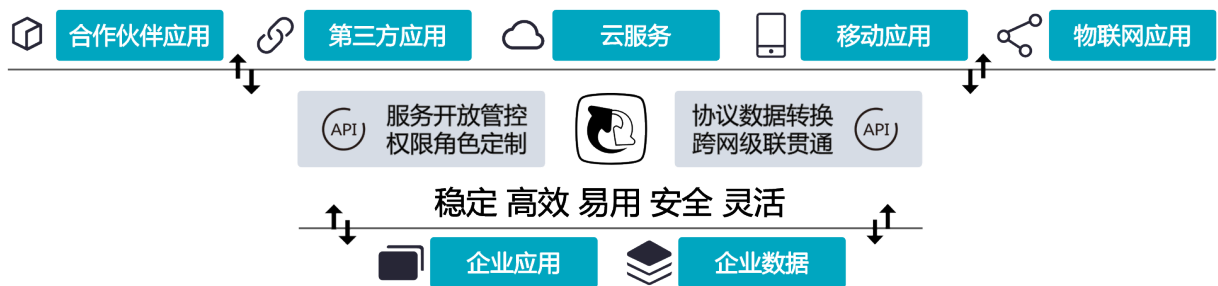 合作伙伴应用
第三方应用
云服务
移动应用
物联网应用
API
服务开放管控
权限角色定制
协议数据转换
跨网级联贯通
API
稳定 高效 易用 安全 灵活
企业应用
企业数据